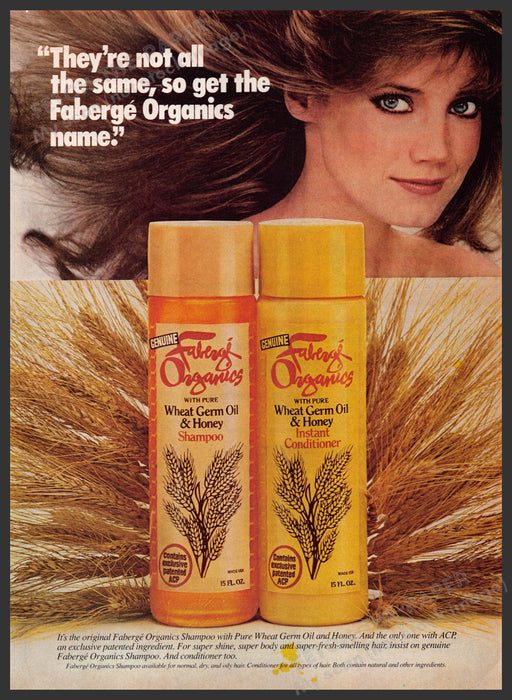 “They’re not all
the same, so get the
Fabergé Organics
name.”
GENUINE
Fabergé
Organics
WITH PURE
Wheat Germ Oil
& Honey
Shampoo
contains
exclusive
patented
ACP
MADE USA
15 FL. OZ.
GENUINE
Fabergé
Organics
WITH PURE
Wheat Germ Oil
& Honey
Instant
Conditioner
Contains
exclusive
patented
ACP
MADE USA
15 FL. OZ.
It's the original Fabergé Organics Shampoo with Pure Wheat Germ Oil and Honey. And the only one with ACP,
an exclusive patented ingredient. For super shine, super body and super-fresh-smelling hair, insist on genuine
Fabergé Organics Shampoo. And conditioner too.
Fabergé Organics Shampoo available for normal, dry, and oily hair. Conditioner for all types of hair. Both contain natural and other ingredients.